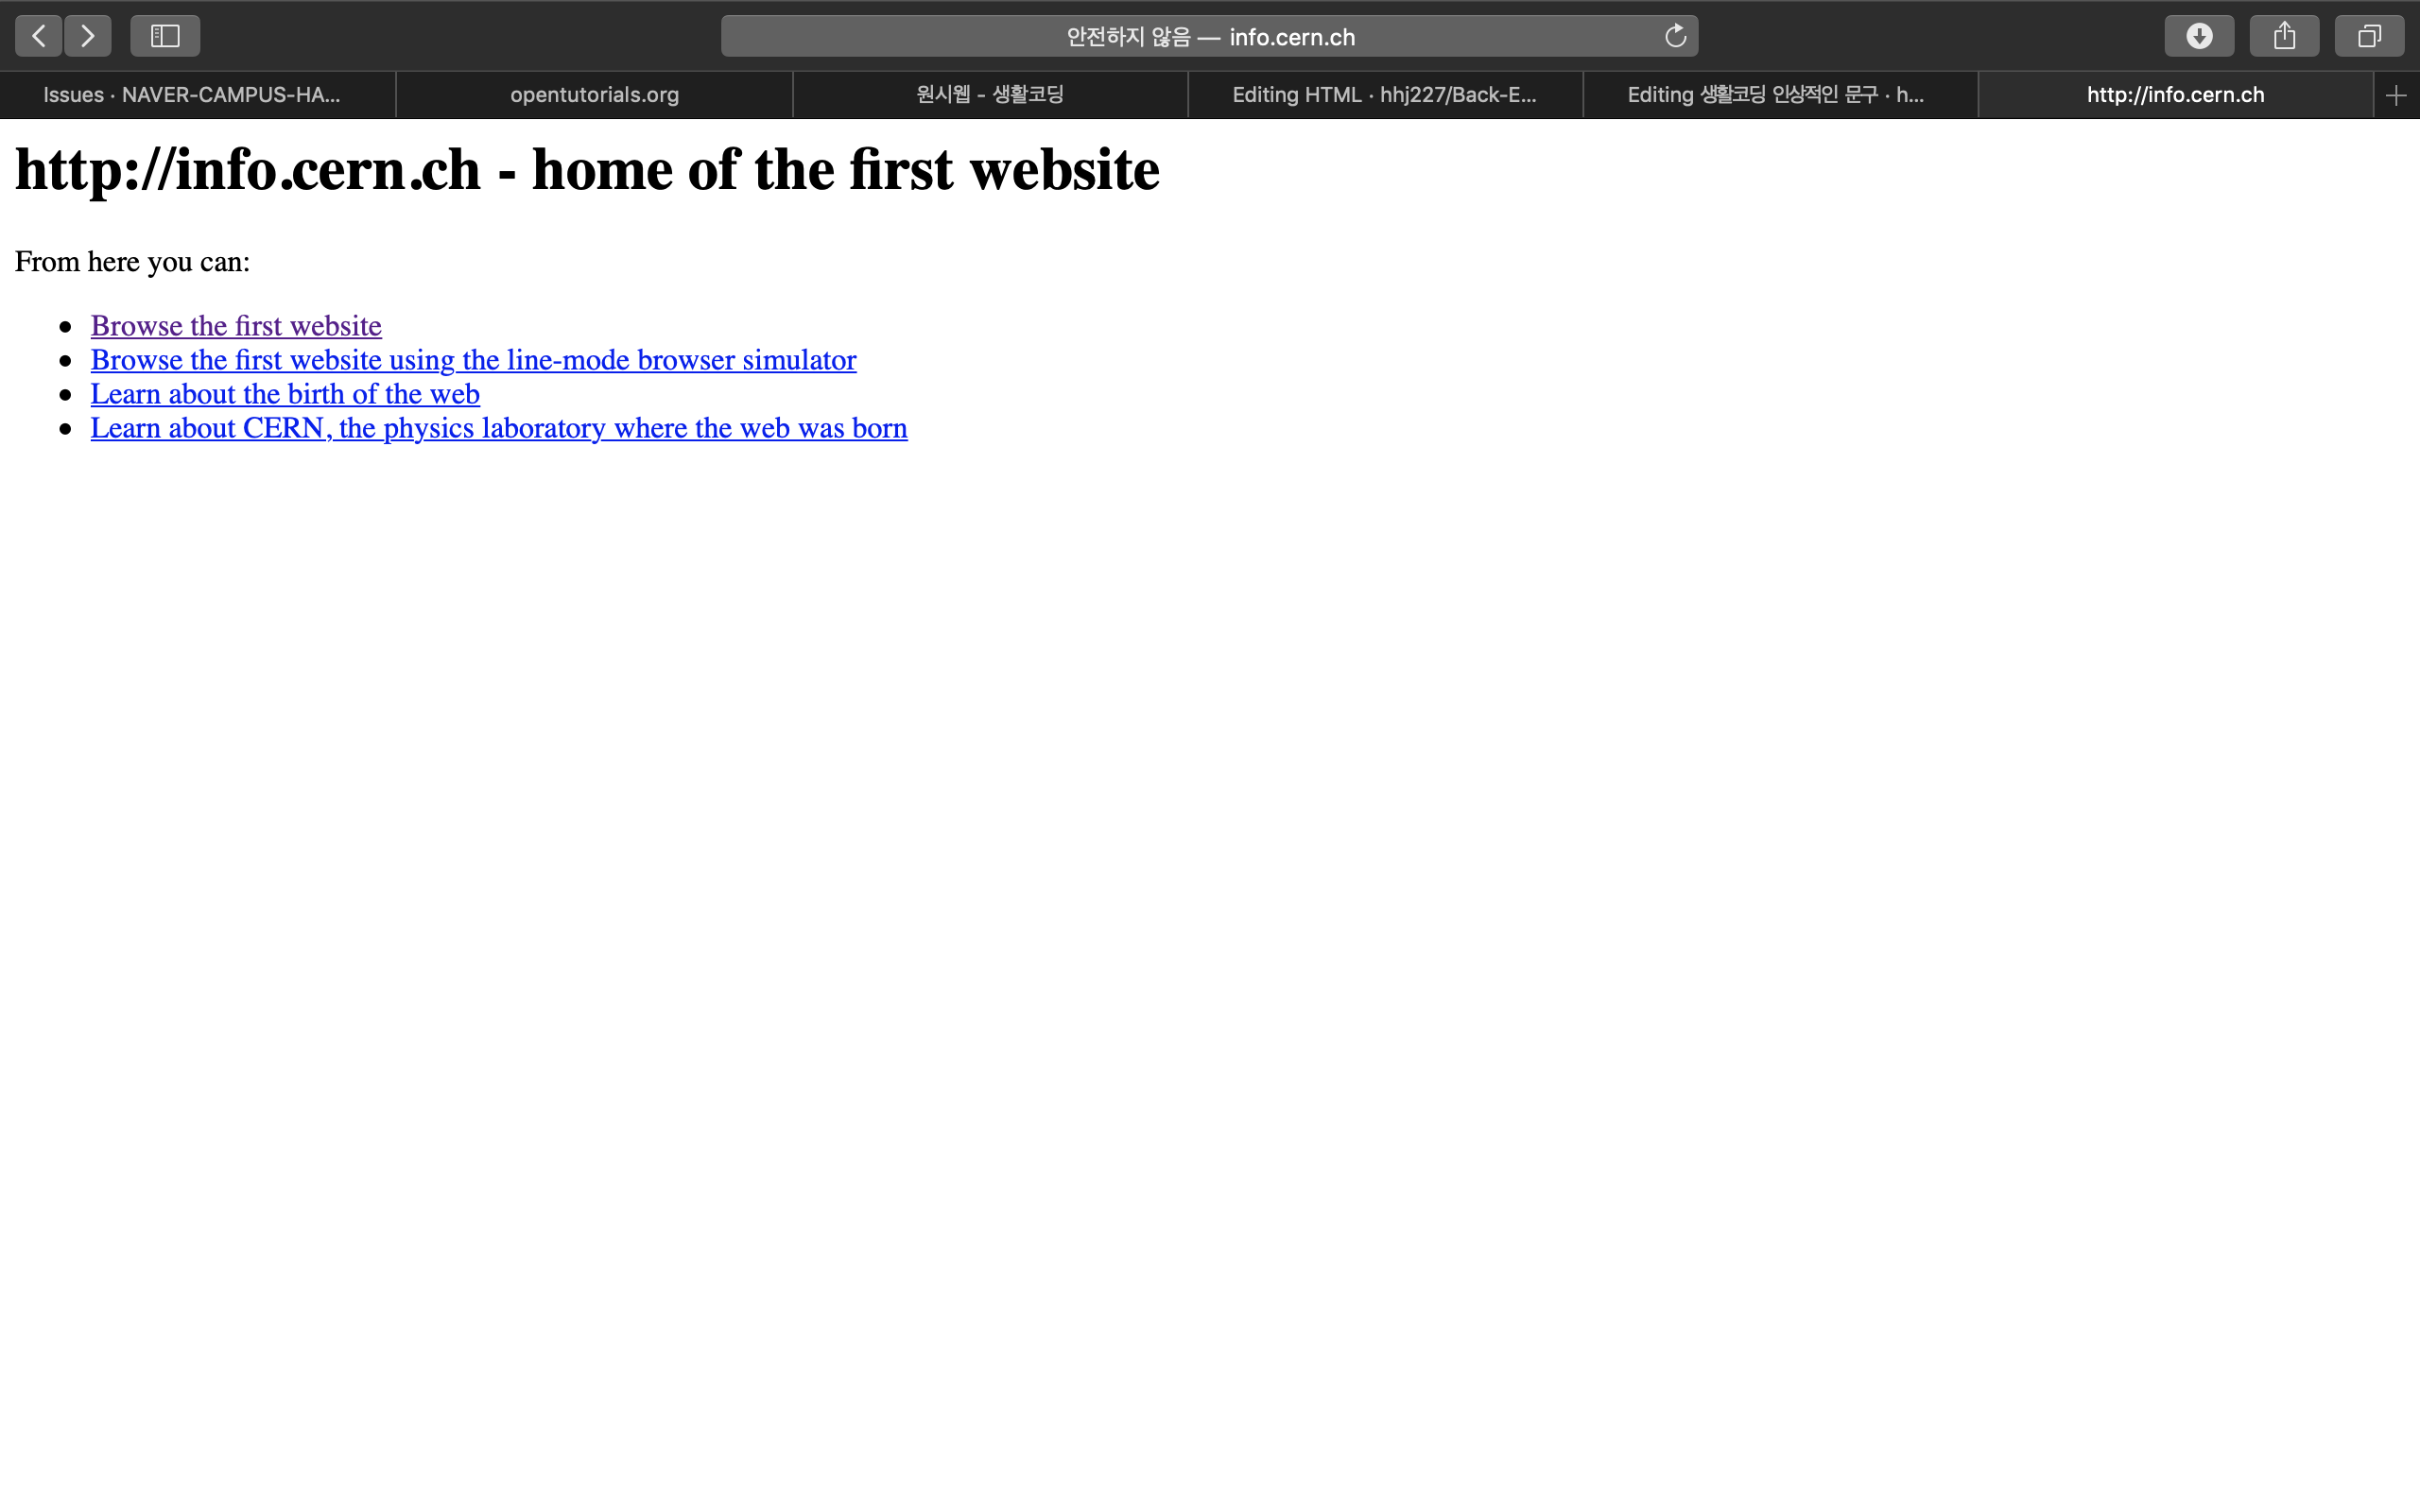 안전하지 않음 — info.cern.ch
Issues · NAVER-CAMPUS-HA...
opentutorials.org
원시웹 - 생활코딩
Editing HTML · hhj227/Back-E...
Editing 생활코딩 인상적인 문구 · h...
http://info.cern.ch
http://info.cern.ch - home of the first website
From here you can:
Browse the first website
Browse the first website using the line-mode browser simulator
Learn about the birth of the web
Learn about CERN, the physics laboratory where the web was born